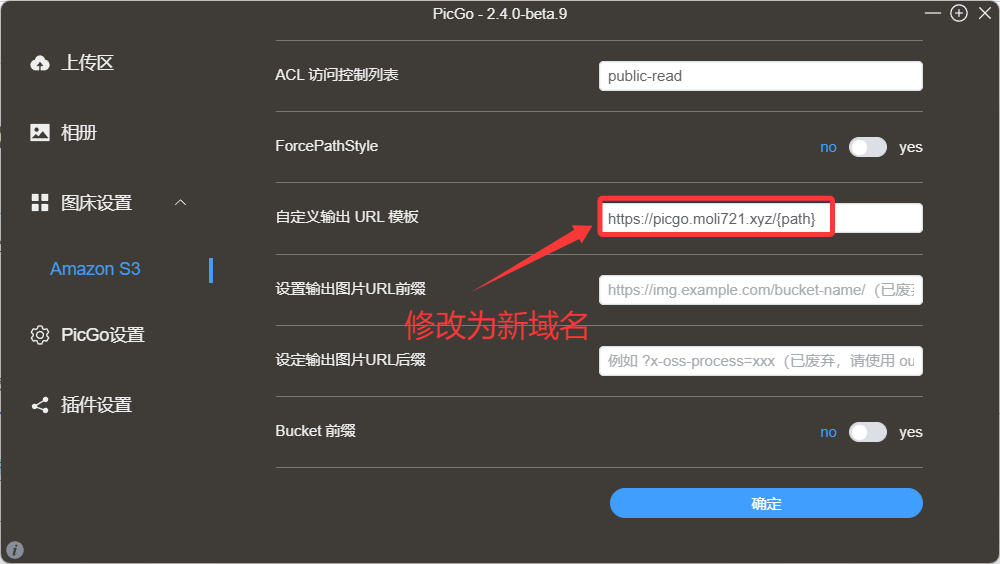 PicGo - 2.4.0-beta.9
上传区
相册
图床设置
Amazon S3
PicGo设置
插件设置
ACL 访问控制列表
public-read
ForcePathStyle
no yes
自定义输出 URL 模板
https://picgo.moli721.xyz/{path}
设置输出图片URL前缀
https://img.example.com/bucket-name/（已废弃
修改为新域名
设定输出图片URL后缀
例如 ?x-oss-process=xxx（已废弃，请使用 ou
Bucket 前缀
no yes
确定